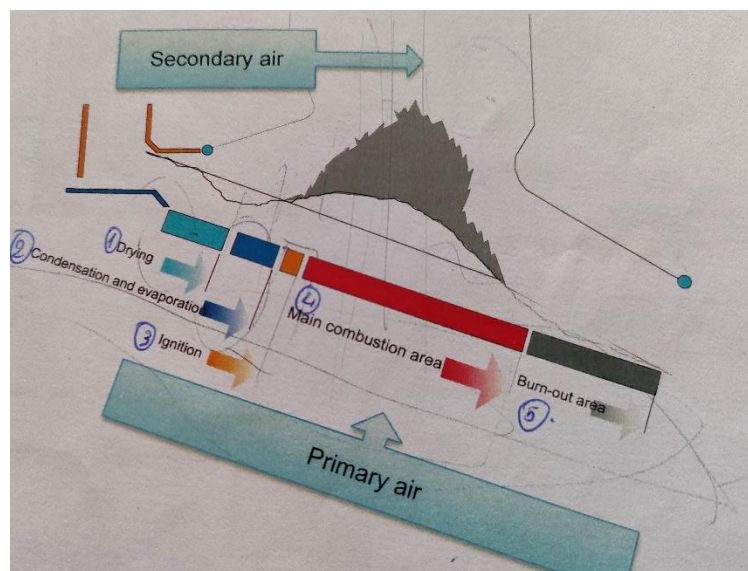 Secondary air
1 Drying
2 Condensation and evaporation
3 Ignition
4
Main combustion area
Burn-out area
5.
Primary air